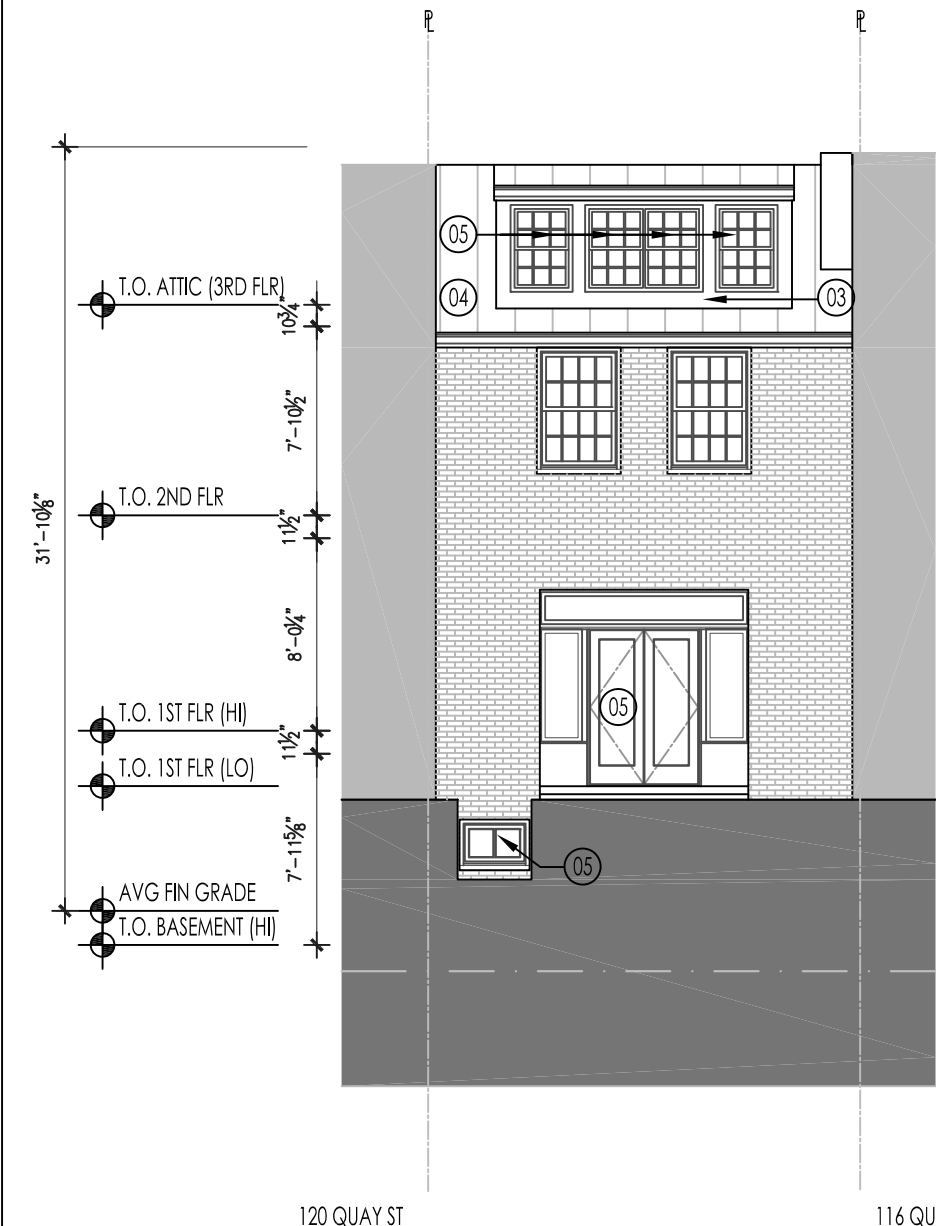 PL
PL
05
T.O. ATTIC (3RD FLR)
04
03
10¾"
7'-10½"
T.O. 2ND FLR
11½"
31'-10⅛"
8'-0¼"
T.O. 1ST FLR (HI)
05
11½"
T.O. 1ST FLR (LO)
7'-11⅝"
05
AVG FIN GRADE
T.O. BASEMENT (HI)
120 QUAY ST
116 QU